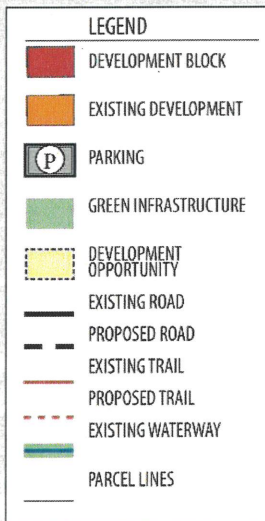 LEGEND
DEVELOPMENT BLOCK
EXISTING DEVELOPMENT
P
PARKING
GREEN INFRASTRUCTURE
DEVELOPMENT
OPPORTUNITY
EXISTING ROAD
PROPOSED ROAD
EXISTING TRAIL
PROPOSED TRAIL
EXISTING WATERWAY
PARCEL LINES